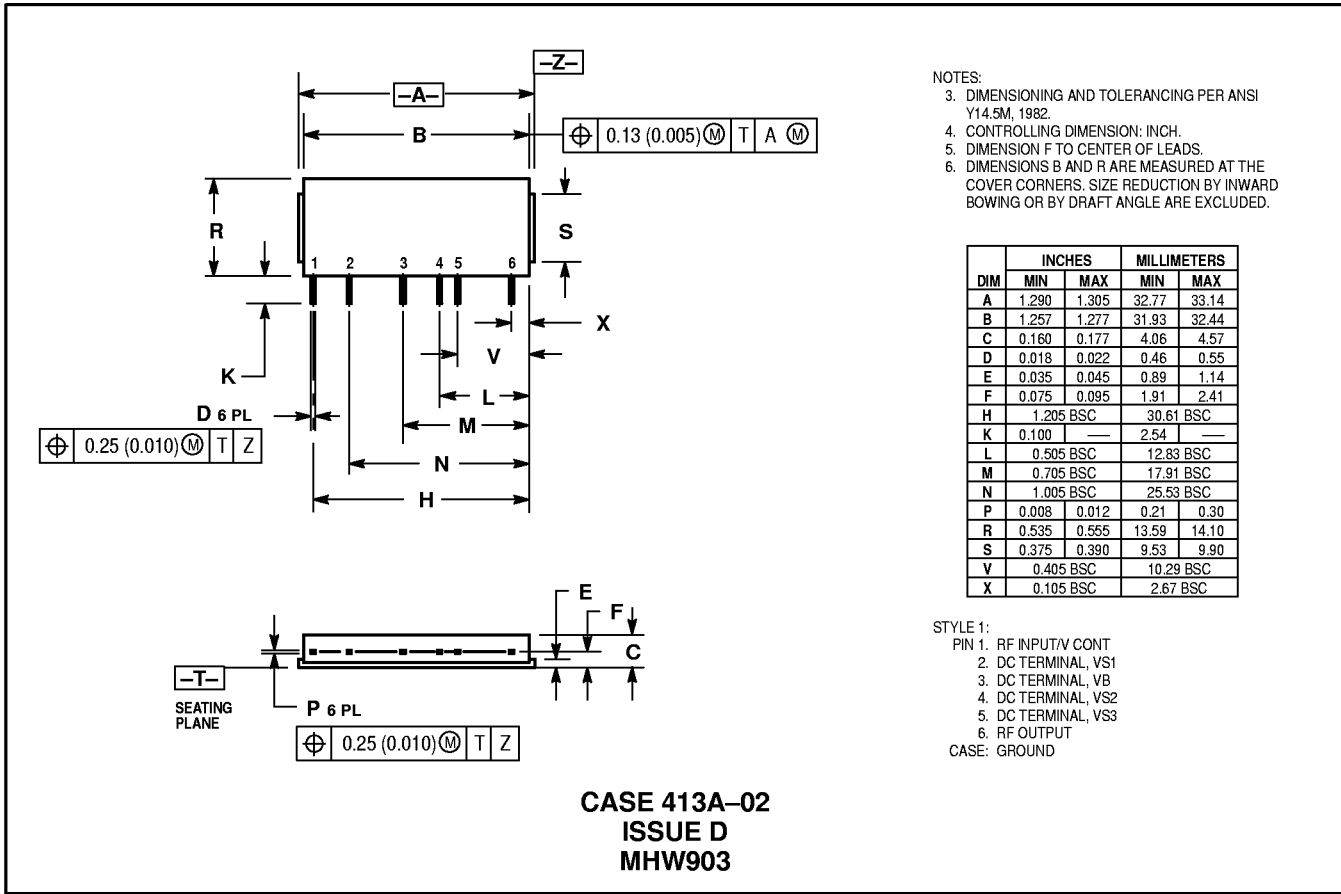 –Z–
–A–
B
⌖ 0.13 (0.005) Ⓜ T A Ⓜ
R
S
1 2 3 4 5 6
X
V
K
L
D 6 PL
M
⌖ 0.25 (0.010) Ⓜ T Z
N
H
E
F
C
–T–
SEATING
PLANE
P 6 PL
⌖ 0.25 (0.010) Ⓜ T Z
NOTES:
3. DIMENSIONING AND TOLERANCING PER ANSI
Y14.5M, 1982.
4. CONTROLLING DIMENSION: INCH.
5. DIMENSION F TO CENTER OF LEADS.
6. DIMENSIONS B AND R ARE MEASURED AT THE
COVER CORNERS. SIZE REDUCTION BY INWARD
BOWING OR BY DRAFT ANGLE ARE EXCLUDED.
INCHES MILLIMETERS
DIM MIN MAX MIN MAX
A 1.290 1.305 32.77 33.14
B 1.257 1.277 31.93 32.44
C 0.160 0.177 4.06 4.57
D 0.018 0.022 0.46 0.55
E 0.035 0.045 0.89 1.14
F 0.075 0.095 1.91 2.41
H 1.205 BSC 30.61 BSC
K 0.100 — 2.54 —
L 0.505 BSC 12.83 BSC
M 0.705 BSC 17.91 BSC
N 1.005 BSC 25.53 BSC
P 0.008 0.012 0.21 0.30
R 0.535 0.555 13.59 14.10
S 0.375 0.390 9.53 9.90
V 0.405 BSC 10.29 BSC
X 0.105 BSC 2.67 BSC
STYLE 1:
PIN 1. RF INPUT/V CONT
2. DC TERMINAL, VS1
3. DC TERMINAL, VB
4. DC TERMINAL, VS2
5. DC TERMINAL, VS3
6. RF OUTPUT
CASE: GROUND
CASE 413A–02
ISSUE D
MHW903